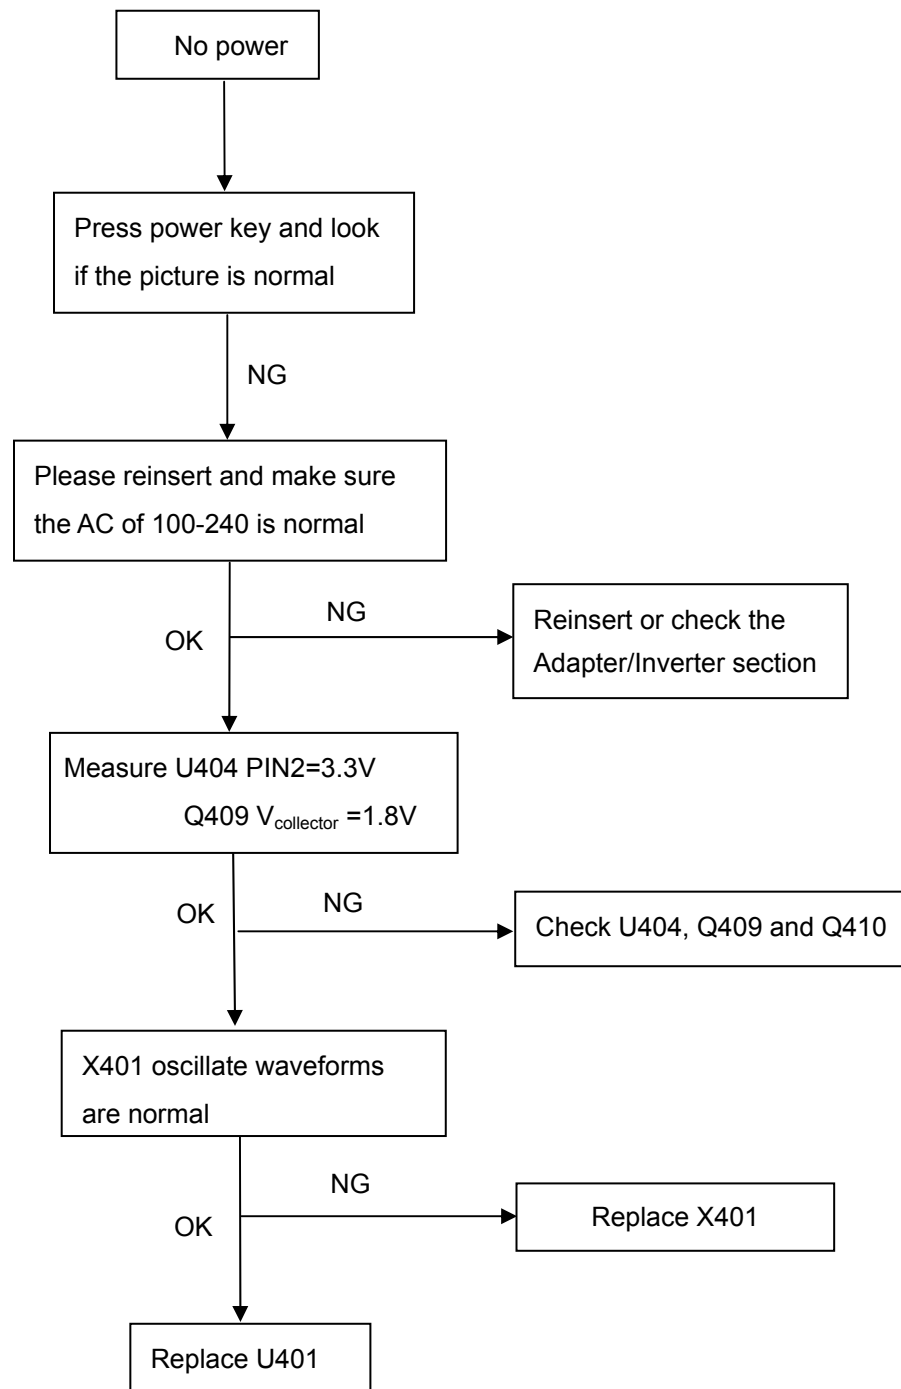 No power
Press power key and look
if the picture is normal
NG
Please reinsert and make sure
the AC of 100-240 is normal
NG
OK
Reinsert or check the
Adapter/Inverter section
Measure U404 PIN2=3.3V
Q409 Vcollector =1.8V
OK
NG
Check U404, Q409 and Q410
X401 oscillate waveforms
are normal
NG
OK
Replace X401
Replace U401